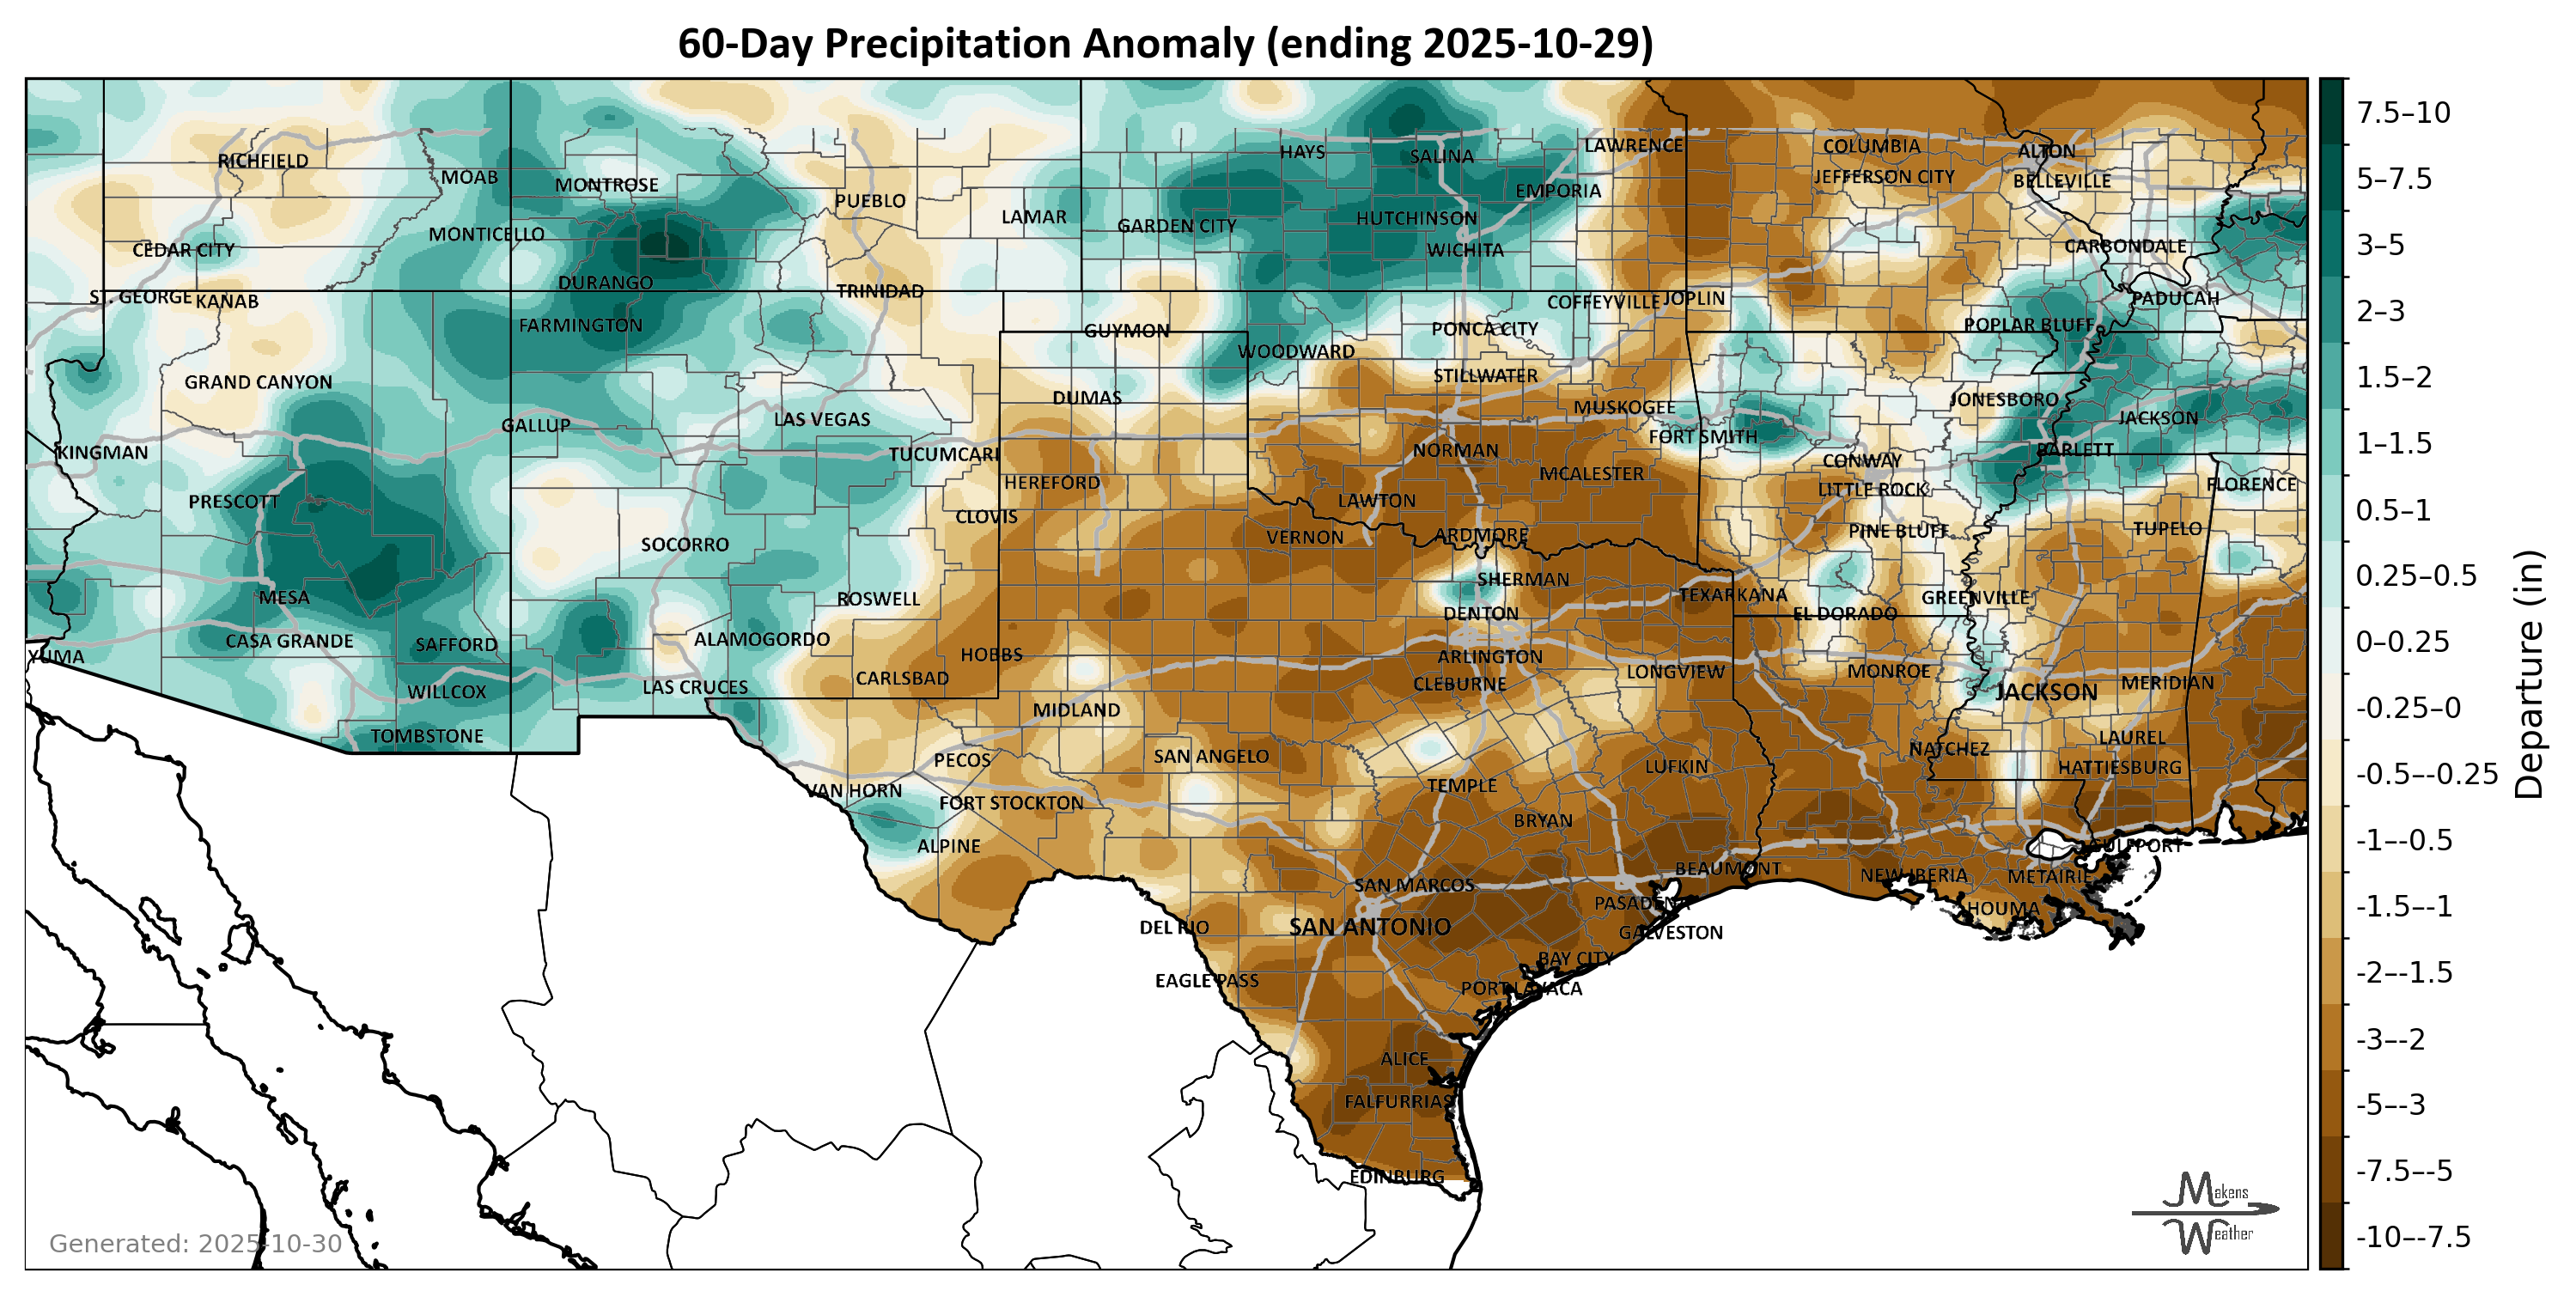 60-Day Precipitation Anomaly (ending 2025-10-29)
RICHFIELD
MOAB
MONTROSE
PUEBLO
LAMAR
HAYS
SALINA
LAWRENCE
COLUMBIA
ALTON
JEFFERSON CITY
BELLEVILLE
EMPORIA
GARDEN CITY
HUTCHINSON
WICHITA
CEDAR CITY
MONTICELLO
CARBONDALE
DURANGO
TRINIDAD
ST. GEORGE
KANAB
FARMINGTON
GUYMON
PONCA CITY
COFFEYVILLE
JOPLIN
PADUCAH
POPLAR BLUFF
WOODWARD
STILLWATER
GRAND CANYON
DUMAS
MUSKOGEE
JONESBORO
JACKSON
GALLUP
LAS VEGAS
FORT SMITH
KINGMAN
TUCUMCARI
NORMAN
BARLETT
CONWAY
MCALESTER
HEREFORD
LITTLE ROCK
FLORENCE
PRESCOTT
LAWTON
CLOVIS
PINE BLUFF
TUPELO
SOCORRO
VERNON
ARDMORE
SHERMAN
MESA
ROSWELL
DENTON
TEXARKANA
GREENVILLE
EL DORADO
CASA GRANDE
SAFFORD
ALAMOGORDO
HOBBS
ARLINGTON
YUMA
CARLSBAD
CLEBURNE
LONGVIEW
MONROE
WILLCOX
LAS CRUCES
JACKSON
MERIDIAN
MIDLAND
TOMBSTONE
LAUREL
PECOS
SAN ANGELO
NATCHEZ
LUFKIN
HATTIESBURG
VAN HORN
FORT STOCKTON
TEMPLE
BRYAN
ALPINE
GULFPORT
BEAUMONT
SAN MARCOS
NEW IBERIA
METAIRIE
PASADENA
HOUMA
DEL RIO
SAN ANTONIO
GALVESTON
BAY CITY
EAGLE PASS
PORT LAVACA
ALICE
FALFURRIAS
EDINBURG
Generated: 2025-10-30
Makens
Weather
7.5–10
5–7.5
3–5
2–3
1.5–2
1–1.5
0.5–1
0.25–0.5
0–0.25
-0.25–0
-0.5–-0.25
-1–-0.5
-1.5–-1
-2–-1.5
-3–-2
-5–-3
-7.5–-5
-10–-7.5
Departure (in)